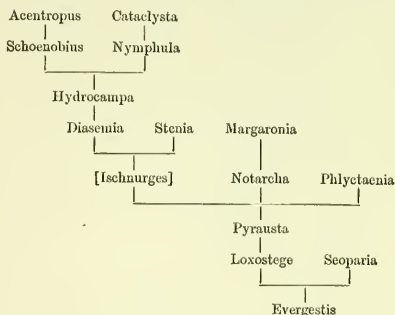 Acentropus Cataclysta
Schoenobius Nymphula
Hydrocampa
Diasemia Stenia Margaronia
[Ischnurges] Notarcha Phlyctaenia
Pyrausta
Loxostege Scoparia
Evergestis